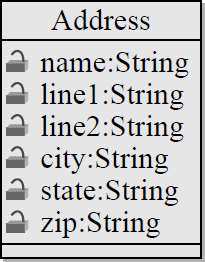 Address
name:String
line1:String
line2:String
city:String
state:String
zip:String